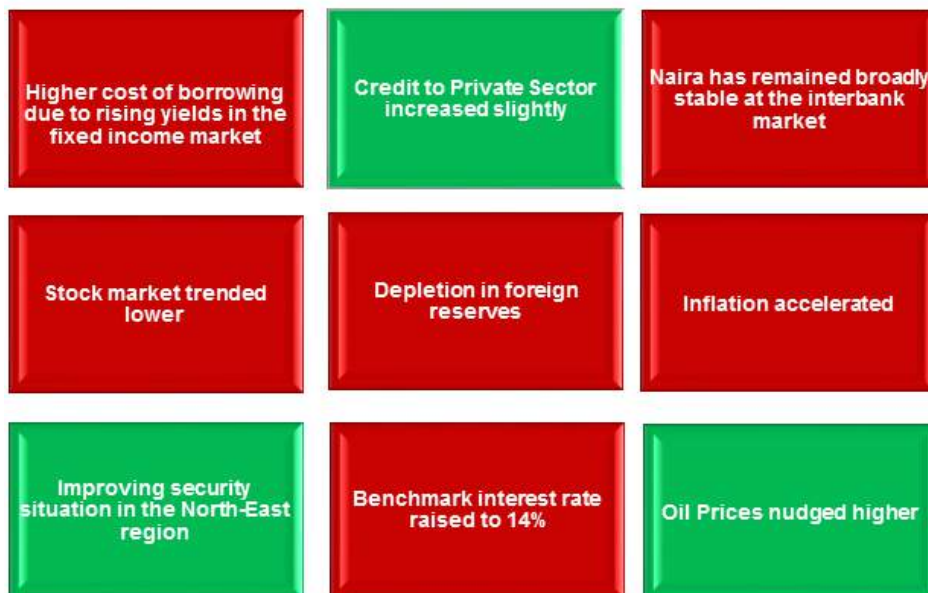 Higher cost of borrowing
due to rising yields in the
fixed income market
Credit to Private Sector
increased slightly
Naira has remained broadly
stable at the interbank
market
Stock market trended
lower
Depletion in foreign
reserves
Inflation accelerated
Improving security
situation in the North-East
region
Benchmark interest rate
raised to 14%
Oil Prices nudged higher